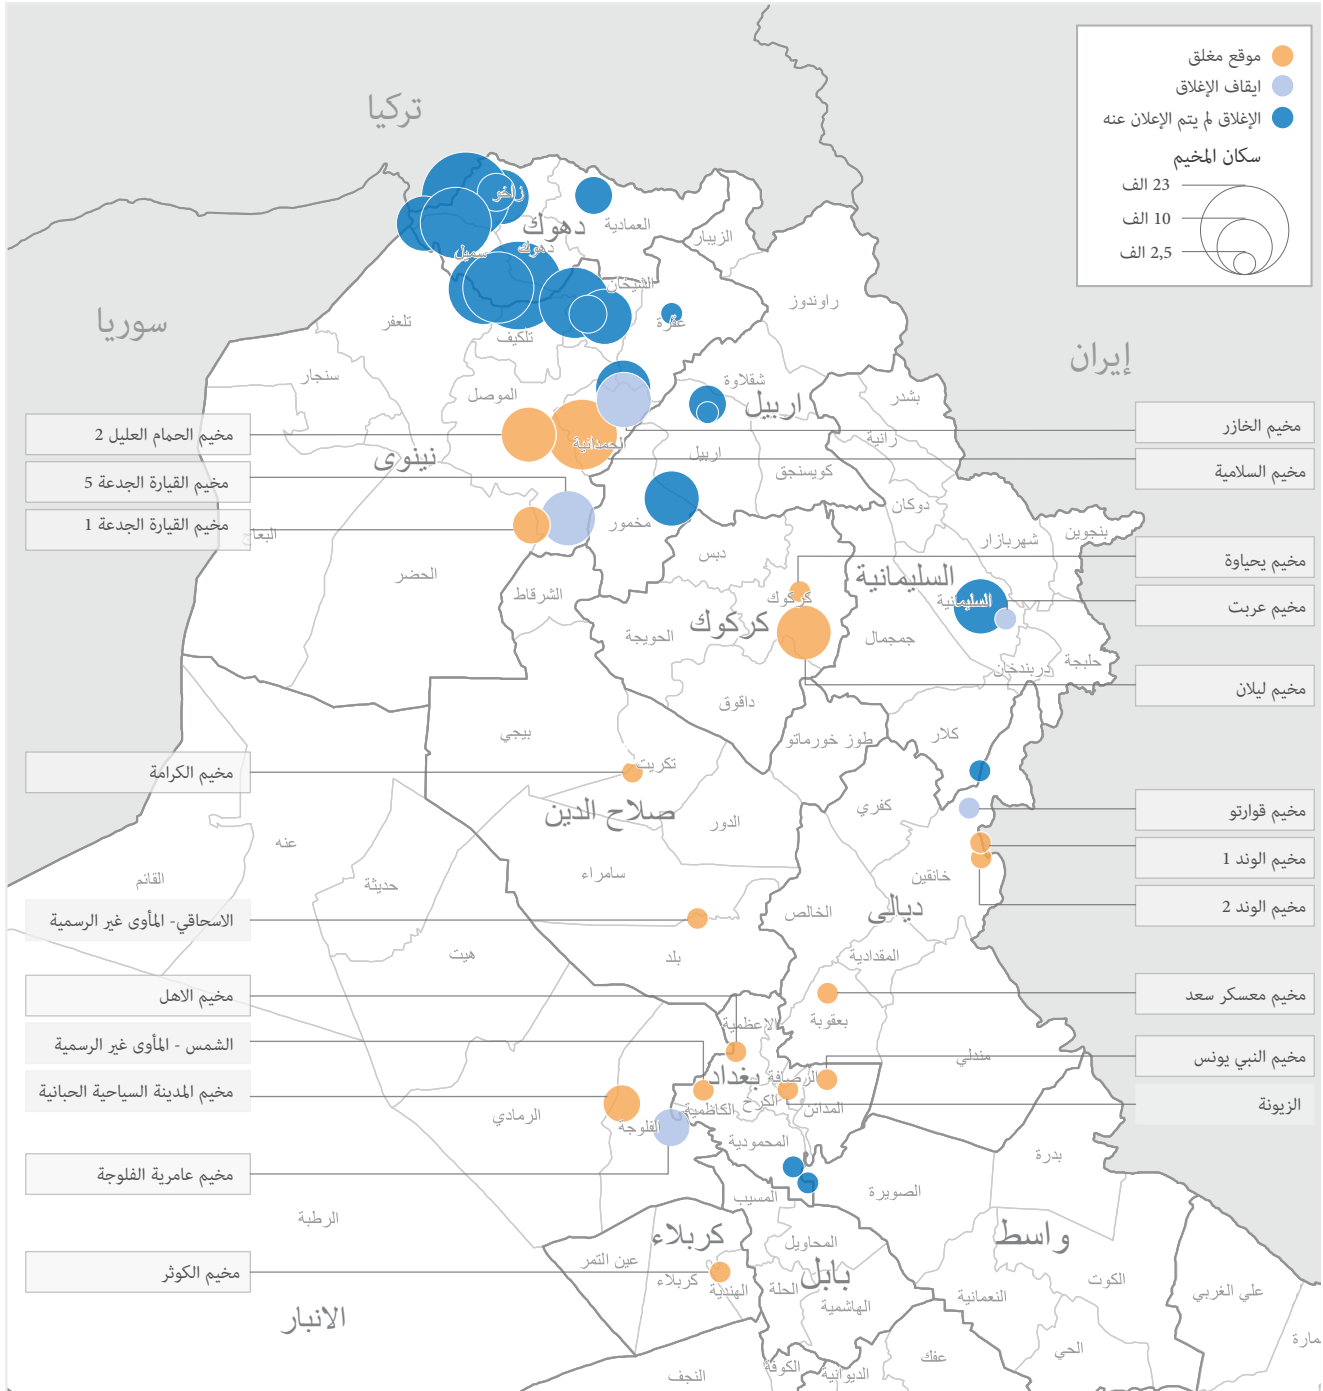 موقع مغلق
ايقاف الإغلاق
الإغلاق لم يتم الإعلان عنه
سكان المخيم
23 الف
10 الف
2,5 الف
تركيا
سوريا
إيران
زاخو
دهوك
العمادية
الزيبار
سميل
دهوك
الشيخان
راوندوز
عقرة
تلعفر
تلكيف
سنجار
الموصل
شقلاوة
اربيل
بشدر
رانية
مخيم الخازر
مخيم الحمام العليل 2
الحمدانية
نينوى
اربيل
كويسنجق
مخيم السلامية
مخيم القيارة الجدعة 5
دوكان
مخيم القيارة الجدعة 1
البعاج
مخمور
شهربازار
بنجوين
دبس
مخيم يحياوة
الحضر
الشرقاط
السليمانية
كركوك
السليمانية
مخيم عربت
كركوك
الحويجة
جمجمال
حلبجة
دربندخان
مخيم ليلان
داقوق
بيجي
طوز خورماتو
كلار
مخيم الكرامة
تكريت
صلاح الدين
الدور
كفري
مخيم قوارتو
عنه
مخيم الوند 1
القائم
حديثة
سامراء
خانقين
مخيم الوند 2
ديالى
الخالص
الاسحاقي- المأوى غير الرسمية
هيت
بلد
المقدادية
مخيم الاهل
مخيم معسكر سعد
الاعظمية
بعقوبة
الشمس - المأوى غير الرسمية
مندلي
مخيم النبي يونس
بغداد
الرصافة
مخيم المدينة السياحية الحبانية
الكرخ
الكاظمية
المدائن
الزيونة
الرمادي
الفلوجة
المحمودية
بدرة
مخيم عامرية الفلوجة
المسيب
الصويرة
الرطبة
كربلاء
المحاويل
واسط
مخيم الكوثر
عين التمر
كربلاء
الهندية
الحلة
بابل
الهاشمية
النعمانية
الكوت
علي الغربي
الانبار
مارة
الحي
عفك
النجف
الكوفة
الديوانية